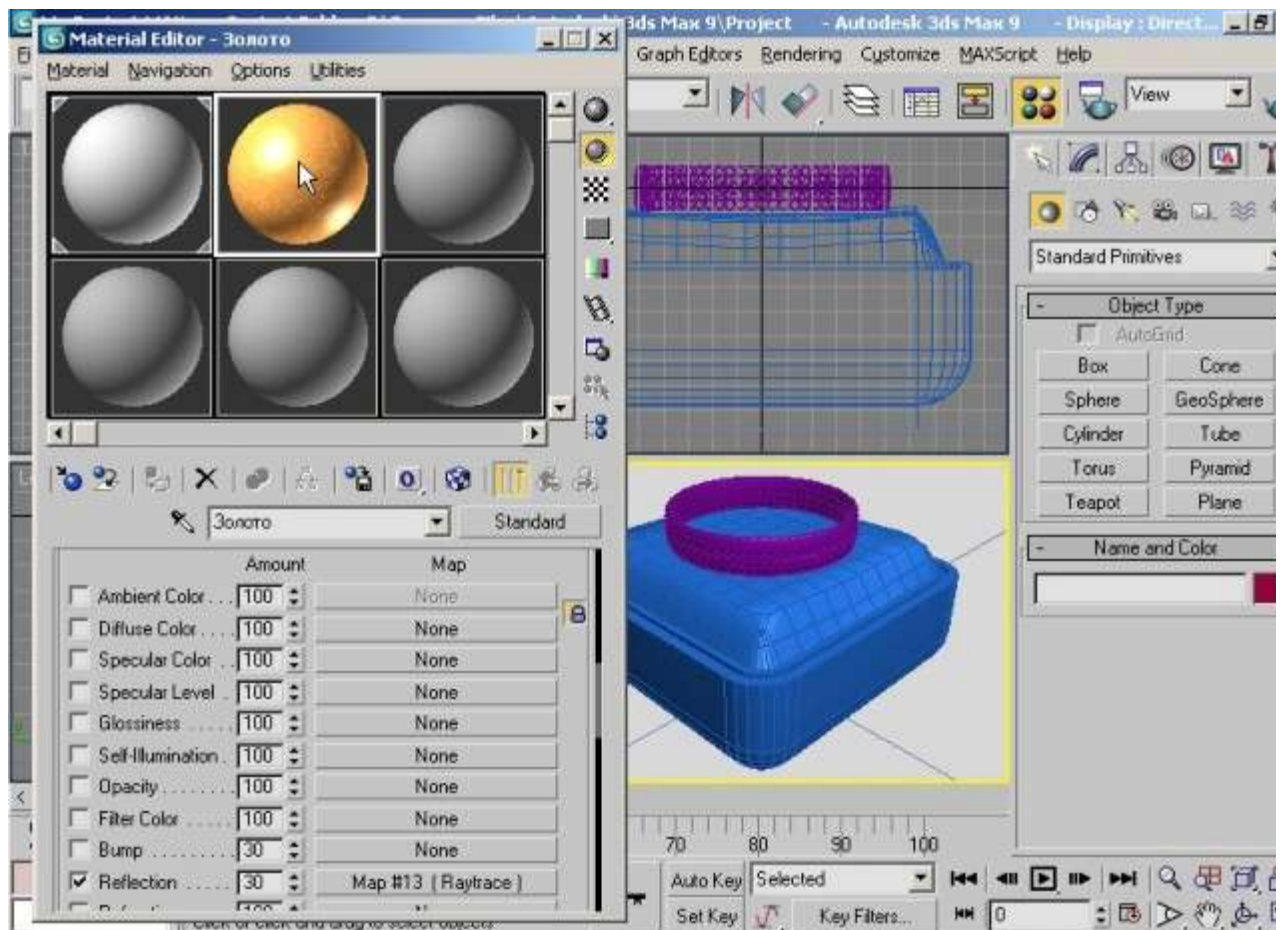 Material Editor - Золото
3ds Max 9\Project - Autodesk 3ds Max 9 - Display : Direct...
Material Navigation Options Utilities
Graph Editors Rendering Customize MAXScript Help
View
Standard Primitives
- Object Type
AutoGrid
Box Cone
Sphere GeoSphere
Cylinder Tube
Torus Pyramid
Teapot Plane
- Name and Color
Золото Standard
Amount Map
Ambient Color . . . 100 None
Diffuse Color . . . . 100 None
Specular Color . . 100 None
Specular Level . 100 None
Glossiness . . . . . 100 None
Self-Illumination . 100 None
Opacity . . . . . . . . 100 None
Filter Color . . . . . 100 None
Bump . . . . . . . . . 30 None
Reflection . . . . . 30 Map #13 ( Raytrace )
70 80 90 100
Auto Key Selected
Set Key Key Filters...
0